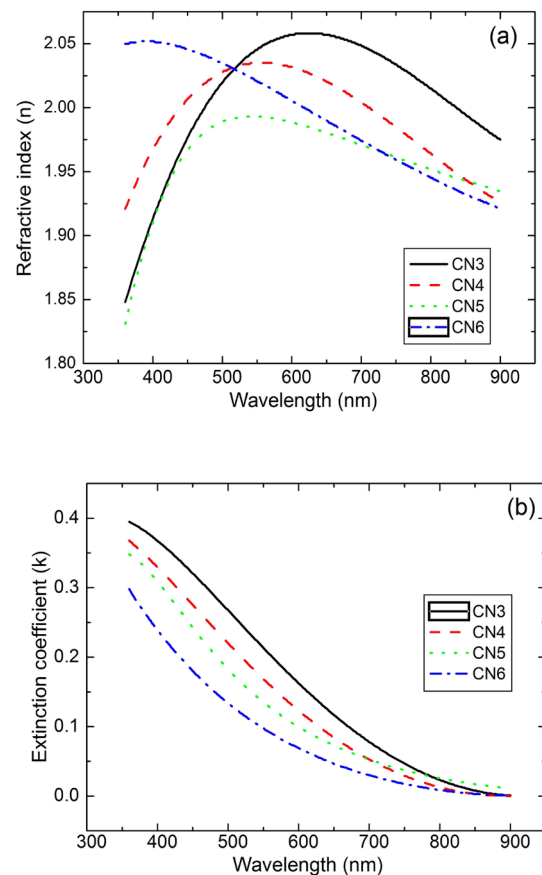 (a)
2.05
2.00
1.95
1.90
1.85
1.80
Refractive index (n)
CN3
CN4
CN5
CN6
300 400 500 600 700 800 900
Wavelength (nm)
(b)
0.4
0.3
0.2
0.1
0.0
Extinction coefficient (k)
CN3
CN4
CN5
CN6
300 400 500 600 700 800 900
Wavelength (nm)